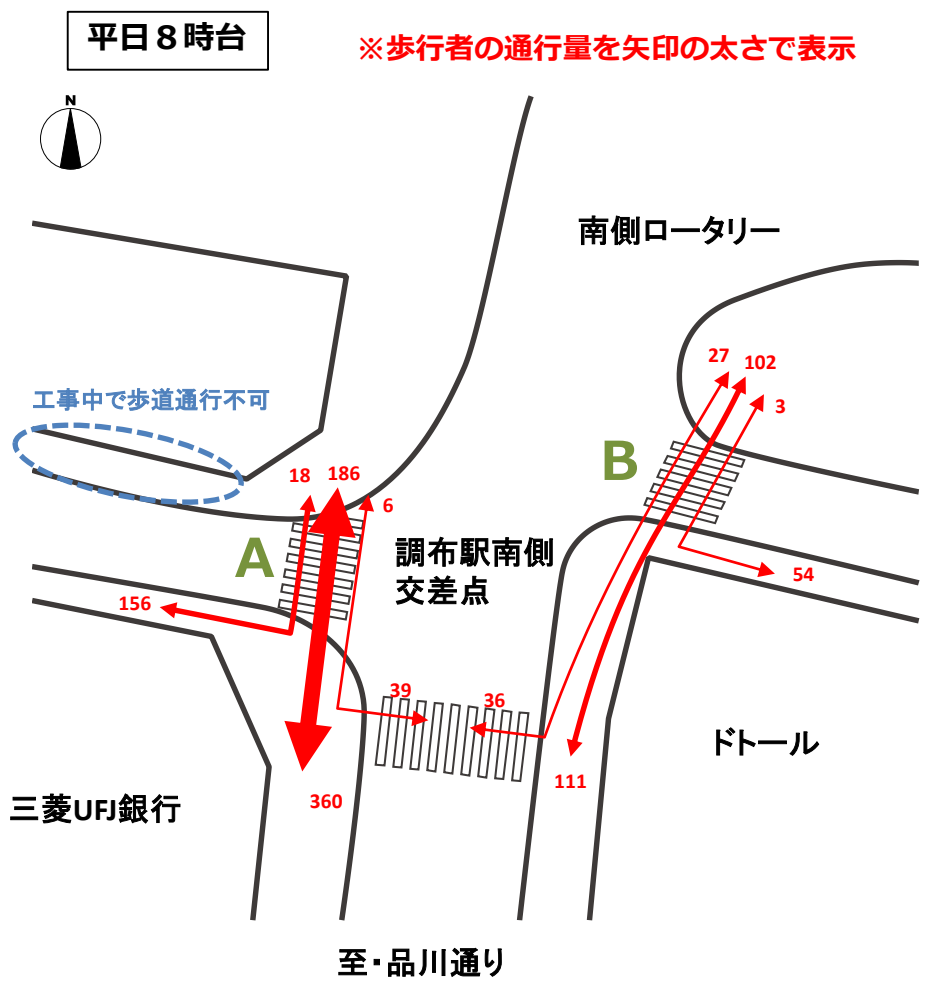 平日８時台
※歩行者の通行量を矢印の太さで表示
N
南側ロータリー
27
102
3
工事中で歩道通行不可
B
18
186
6
A
調布駅南側
交差点
54
156
39
36
ドトール
111
360
三菱UFJ銀行
至・品川通り